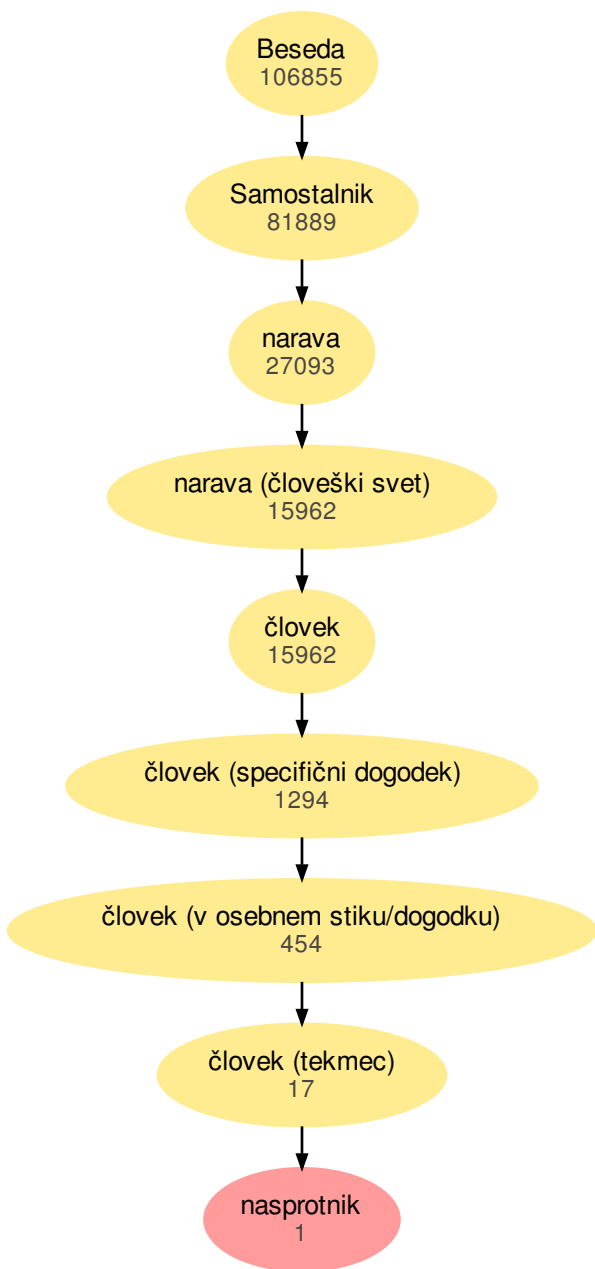 Beseda
106855
Samostalnik
81889
narava
27093
narava (človeški svet)
15962
človek
15962
človek (specifični dogodek)
1294
človek (v osebnem stiku/dogodku)
454
človek (tekmec)
17
nasprotnik
1